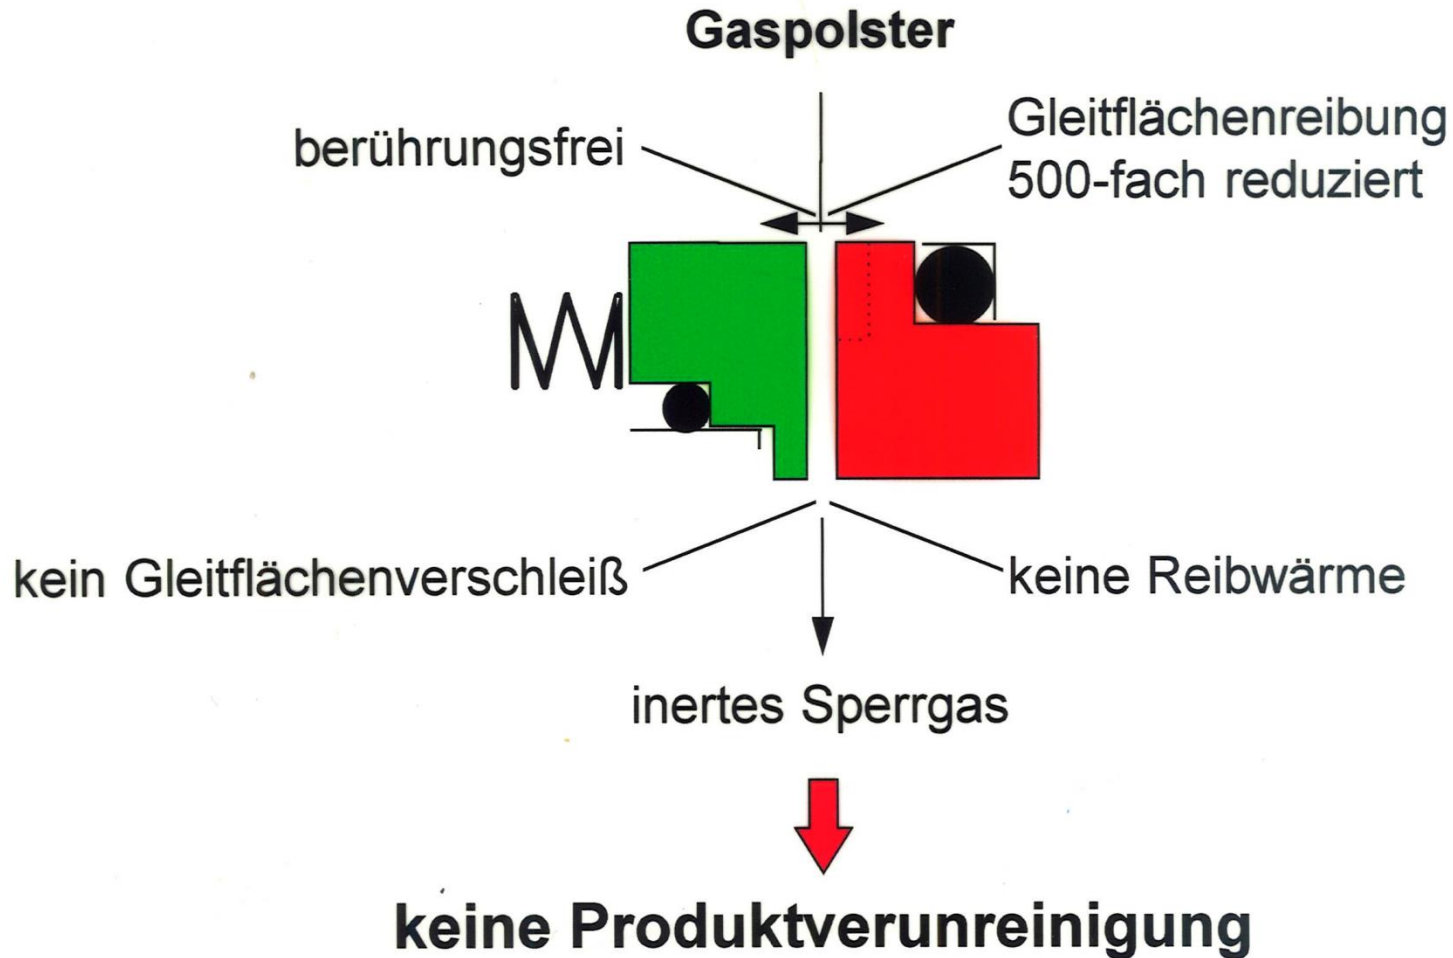 Gaspolster
berührungsfrei
Gleitflächenreibung
500-fach reduziert
kein Gleitflächenverschleiß
keine Reibwärme
inertes Sperrgas
keine Produktverunreinigung